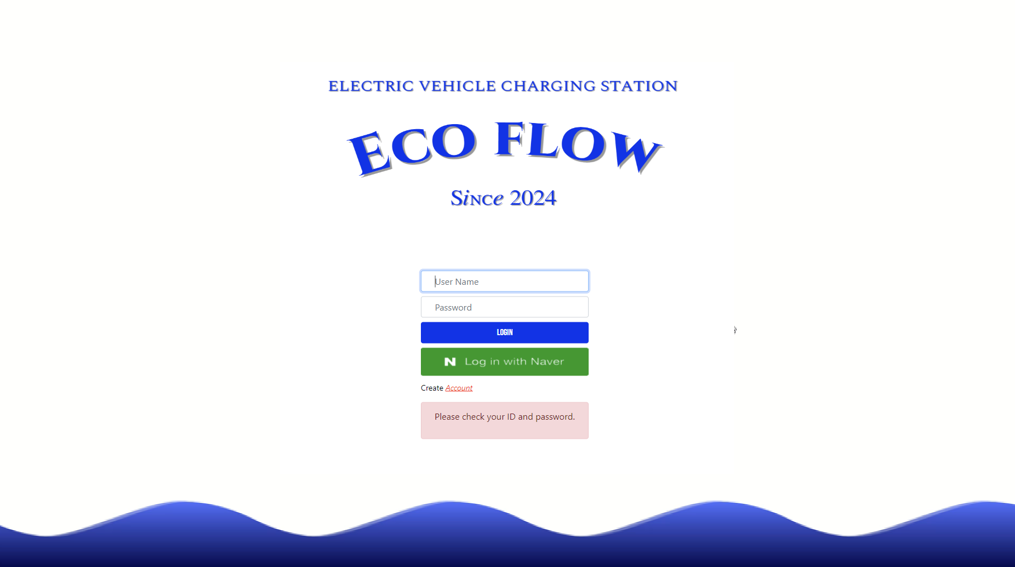 ELECTRIC VEHICLE CHARGING STATION
ECO FLOW
SiNCe 2024
User Name
Password
LOGIN
N Log in with Naver
Create Account
Please check your ID and password.